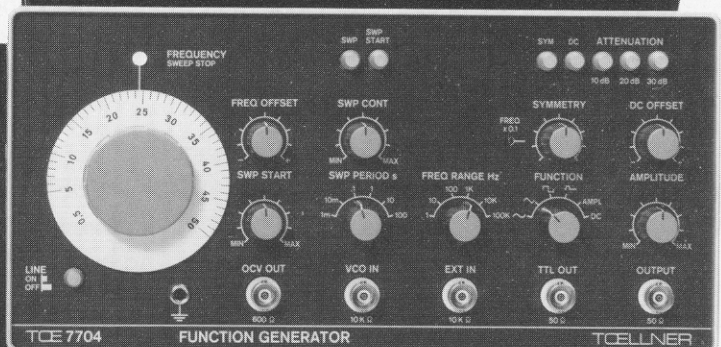 FREQUENCY
SWEEP STOP
SWP
SWP
START
SYM
DC
ATTENUATION
10 dB
20 dB
30 dB
0.5
5
10
15
20
25
30
35
40
45
50
FREQ OFFSET
- +
SWP CONT
MIN MAX
FREQ
x 0.1
SYMMETRY
DC OFFSET
SWP START
MIN MAX
SWP PERIOD s
1m 10m .1 1 10 100
FREQ RANGE Hz
1 10 100 1K 10K 100K
FUNCTION
AMPL
DC
AMPLITUDE
MIN MAX
LINE
ON
OFF
OCV OUT
600 Ω
VCO IN
10 K Ω
EXT IN
10 K Ω
TTL OUT
50 Ω
OUTPUT
50 Ω
TOE 7704 FUNCTION GENERATOR TOELLNER